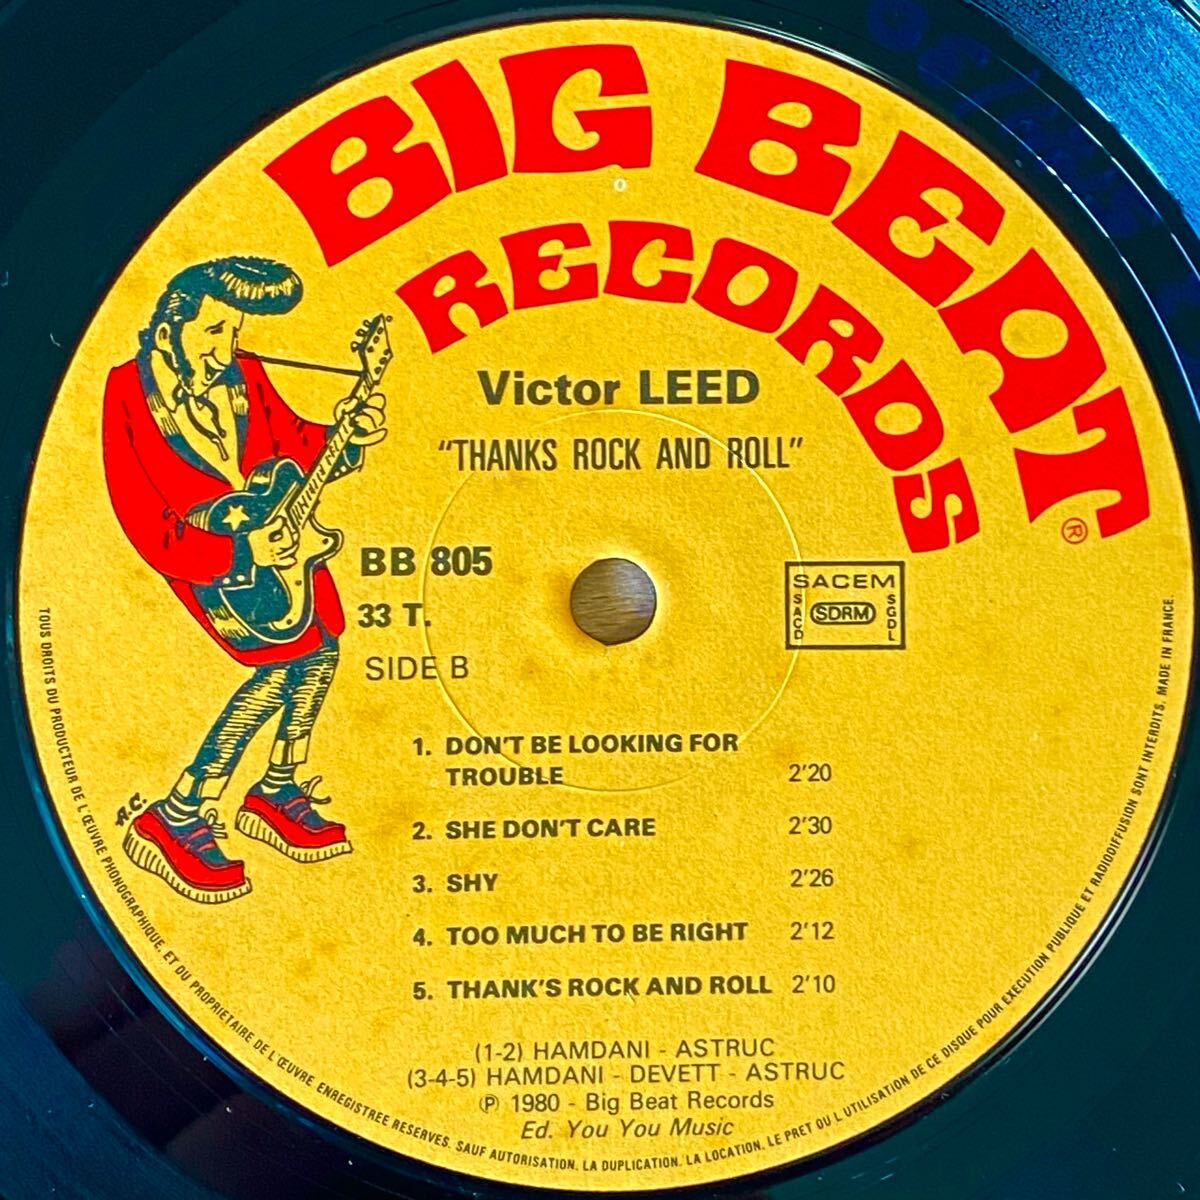 BIG BEAT
RECORDS
®
Victor LEED
"THANKS ROCK AND ROLL"
BB 805
33 T.
SIDE B
SACEM
SACD
SDRM
SGDL
A.C.
1. DON'T BE LOOKING FOR
TROUBLE 2'20
2. SHE DON'T CARE 2'30
3. SHY 2'26
4. TOO MUCH TO BE RIGHT 2'12
5. THANK'S ROCK AND ROLL 2'10
(1-2) HAMDANI - ASTRUC
(3-4-5) HAMDANI - DEVETT - ASTRUC
℗ 1980 - Big Beat Records
Ed. You You Music
TOUS DROITS DU PRODUCTEUR DE L'ŒUVRE PHONOGRAPHIQUE. ET DU PROPRIETAIRE DE L'ŒUVRE ENREGISTREE RESERVES. SAUF AUTORISATION. LA DUPLICATION. LA LOCATION. LE PRET OU L'UTILISATION DE CE DISQUE POUR EXECUTION PUBLIQUE ET RADIODIFFUSION SONT INTERDITS. MADE IN FRANCE.